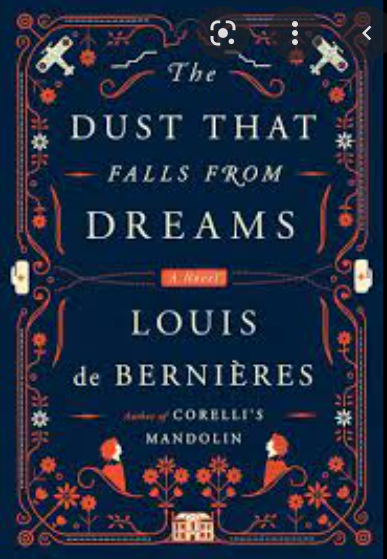 The
DUST THAT
FALLS FROM
DREAMS
A Novel
LOUIS
de BERNIÈRES
Author of CORELLI'S
MANDOLIN